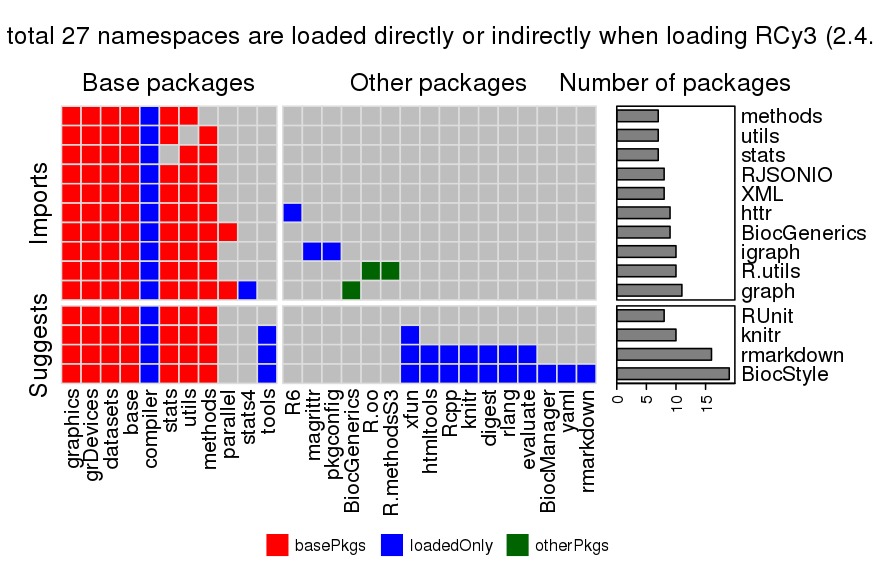 total 27 namespaces are loaded directly or indirectly when loading RCy3 (2.4.
Base packages
Other packages
Number of packages
Imports
Suggests
methods
utils
stats
RJSONIO
XML
httr
BiocGenerics
igraph
R.utils
graph
RUnit
knitr
rmarkdown
BiocStyle
0
5
10
15
graphics
grDevices
datasets
base
compiler
stats
utils
methods
parallel
stats4
tools
R6
magrittr
pkgconfig
BiocGenerics
R.oo
R.methodsS3
xfun
htmltools
Rcpp
knitr
digest
rlang
evaluate
BiocManager
yaml
rmarkdown
basePkgs
loadedOnly
otherPkgs